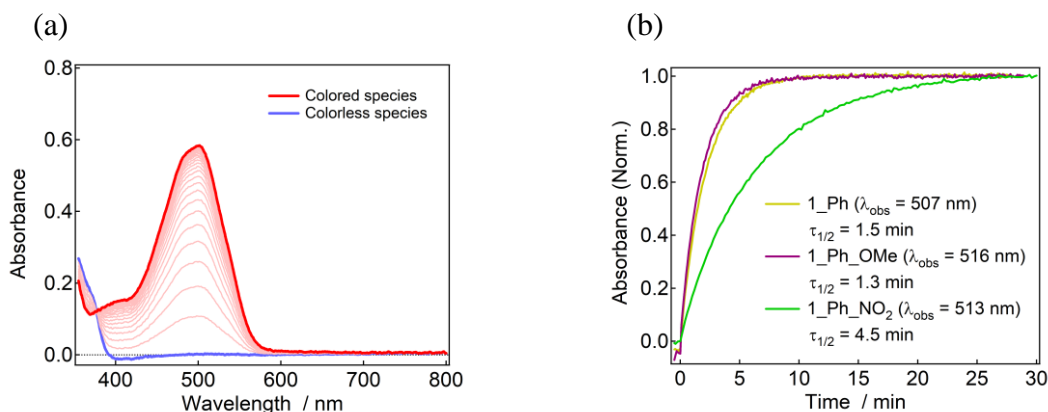 (a)
0.8
0.6
0.4
0.2
0.0
Absorbance
Colored species
Colorless species
400
500
600
700
800
Wavelength / nm
(b)
1.0
0.8
0.6
0.4
0.2
0.0
Absorbance (Norm.)
1_Ph (λobs = 507 nm)
τ1/2 = 1.5 min
1_Ph_OMe (λobs = 516 nm)
τ1/2 = 1.3 min
1_Ph_NO2 (λobs = 513 nm)
τ1/2 = 4.5 min
0
5
10
15
20
25
30
Time / min